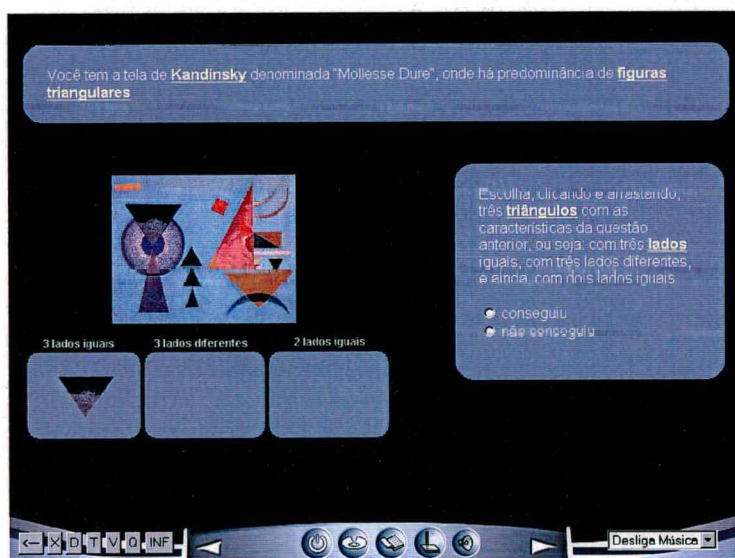 Você tem a tela de Kandinsky denominada "Mollesse Dure", onde há predominância de figuras
triangulares
Escolha, clicando e arrastando,
três triângulos com as
características da questão
anterior, ou seja: com três lados
iguais, com três lados diferentes,
e ainda, com dois lados iguais
conseguiu
não conseguiu
3 lados iguais
3 lados diferentes
2 lados iguais
X D T V Q INF
Desliga Música